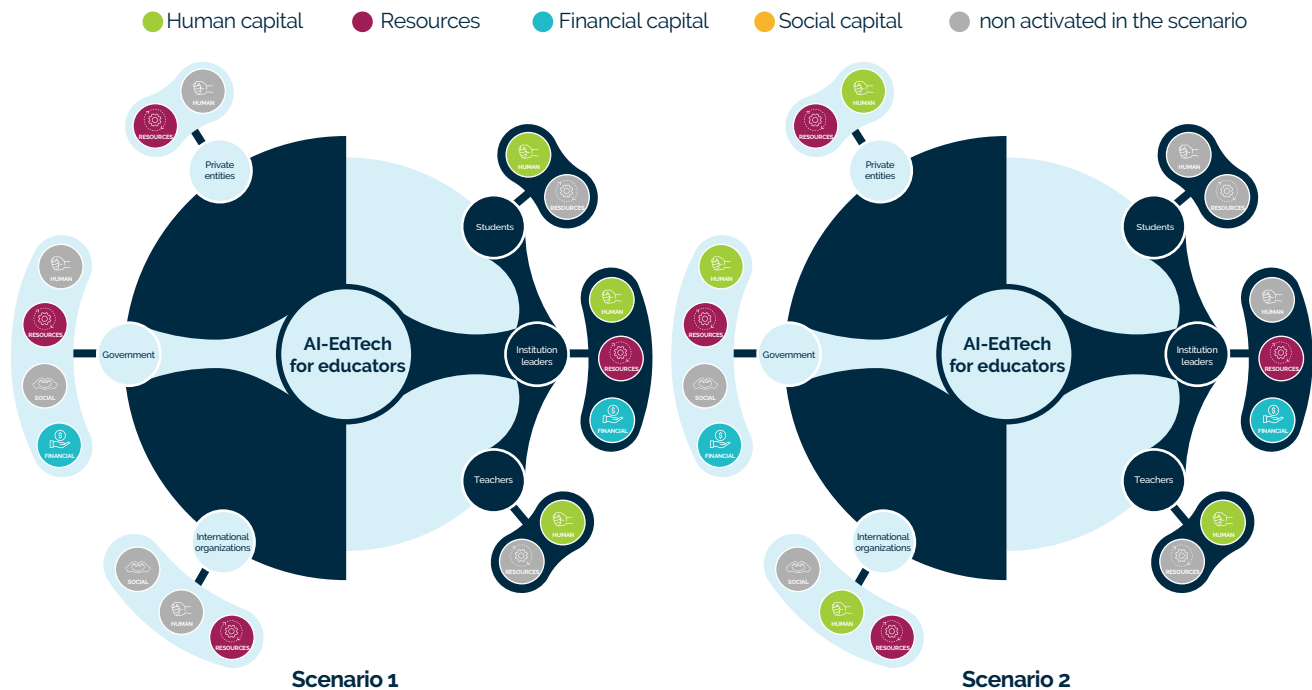 Human capital
Resources
Financial capital
Social capital
non activated in the scenario
HUMAN
RESOURCES
Private
entities
HUMAN
RESOURCES
Students
HUMAN
RESOURCES
SOCIAL
FINANCIAL
Government
AI-EdTech
for educators
Institution
leaders
HUMAN
RESOURCES
FINANCIAL
Teachers
HUMAN
RESOURCES
International
organizations
SOCIAL
HUMAN
RESOURCES
Scenario 1
HUMAN
RESOURCES
Private
entities
HUMAN
RESOURCES
Students
HUMAN
RESOURCES
SOCIAL
FINANCIAL
Government
AI-EdTech
for educators
Institution
leaders
HUMAN
RESOURCES
FINANCIAL
Teachers
HUMAN
RESOURCES
International
organizations
SOCIAL
HUMAN
RESOURCES
Scenario 2